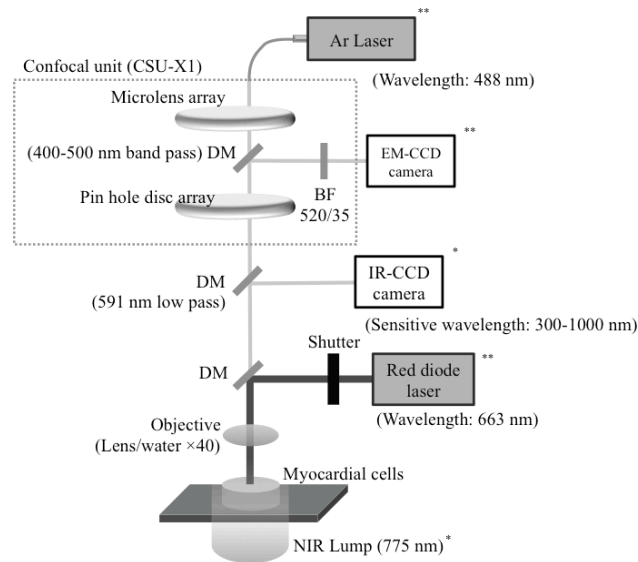 **
Ar Laser
Confocal unit (CSU-X1)
(Wavelength: 488 nm)
Microlens array
**
(400-500 nm band pass) DM
EM-CCD
camera
BF
520/35
Pin hole disc array
*
DM
(591 nm low pass)
IR-CCD
camera
(Sensitive wavelength: 300-1000 nm)
Shutter
**
DM
Red diode
laser
(Wavelength: 663 nm)
Objective
(Lens/water ×40)
Myocardial cells
NIR Lump (775 nm)*